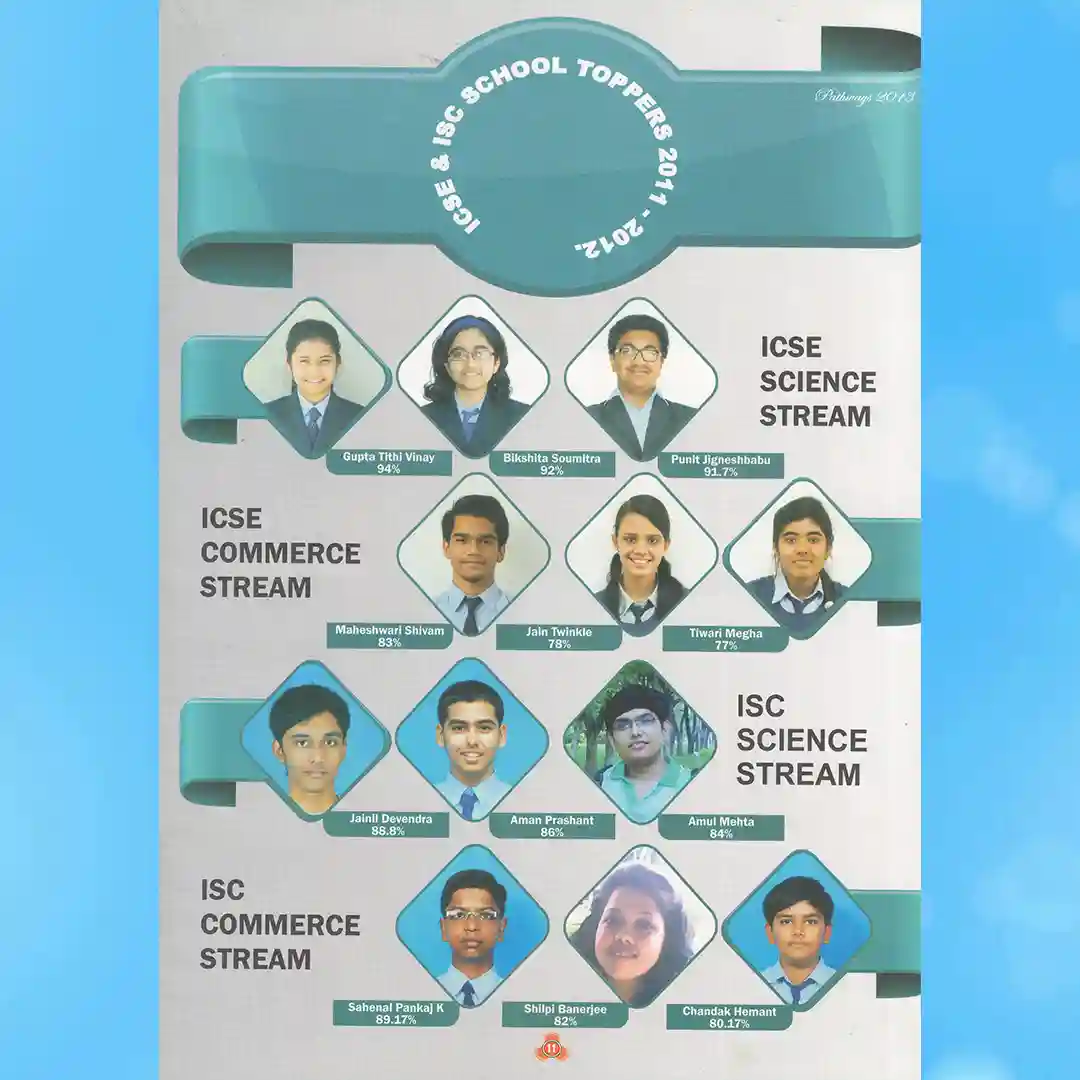 ICSE & ISC SCHOOL TOPPERS 2011 - 2012.
Pathways 2013
ICSE
SCIENCE
STREAM
Gupta Tithi Vinay
94%
Bikshita Soumitra
92%
Punit Jigneshbabu
91.7%
ICSE
COMMERCE
STREAM
Maheshwari Shivam
83%
Jain Twinkle
78%
Tiwari Megha
77%
ISC
SCIENCE
STREAM
Jainil Devendra
88.8%
Aman Prashant
86%
Amul Mehta
84%
ISC
COMMERCE
STREAM
Sahenal Pankaj K
89.17%
Shilpi Banerjee
82%
Chandak Hemant
80.17%
11